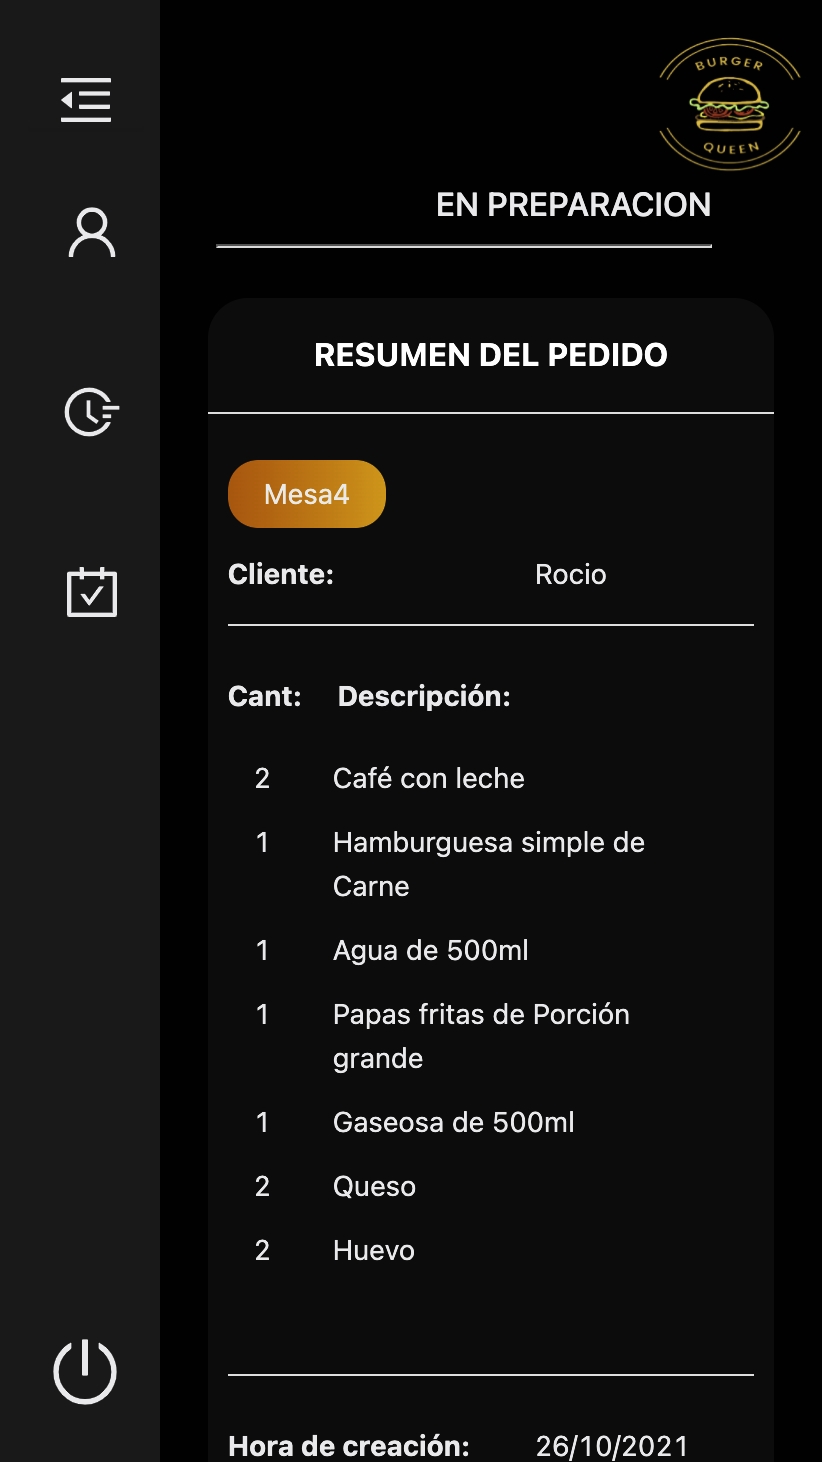 BURGER
QUEEN
EN PREPARACION
RESUMEN DEL PEDIDO
Mesa4
Cliente: Rocio
Cant: Descripción:
2 Café con leche
1 Hamburguesa simple de
Carne
1 Agua de 500ml
1 Papas fritas de Porción
grande
1 Gaseosa de 500ml
2 Queso
2 Huevo
Hora de creación: 26/10/2021